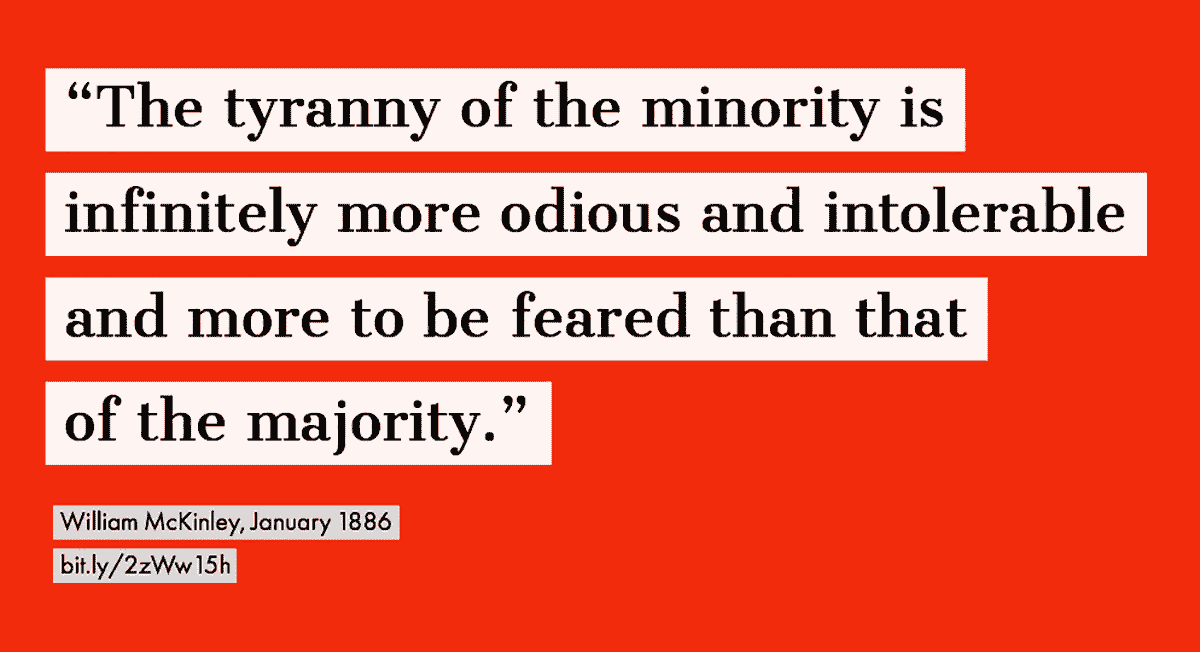 “The tyranny of the minority is
infinitely more odious and intolerable
and more to be feared than that
of the majority.”
William McKinley, January 1886
bit.ly/2zWw15h